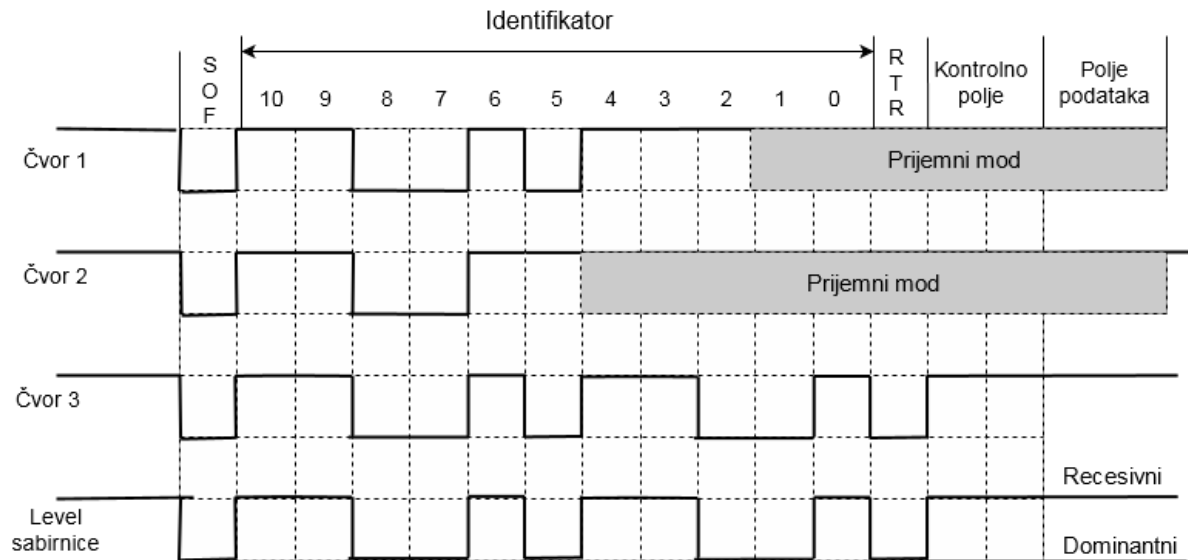 Identifikator
S
O
F
10 9 8 7 6 5 4 3 2 1 0
R
T
R
Kontrolno
polje
Polje
podataka
Čvor 1
Prijemni mod
Čvor 2
Prijemni mod
Čvor 3
Recesivni
Level
sabirnice
Dominantni